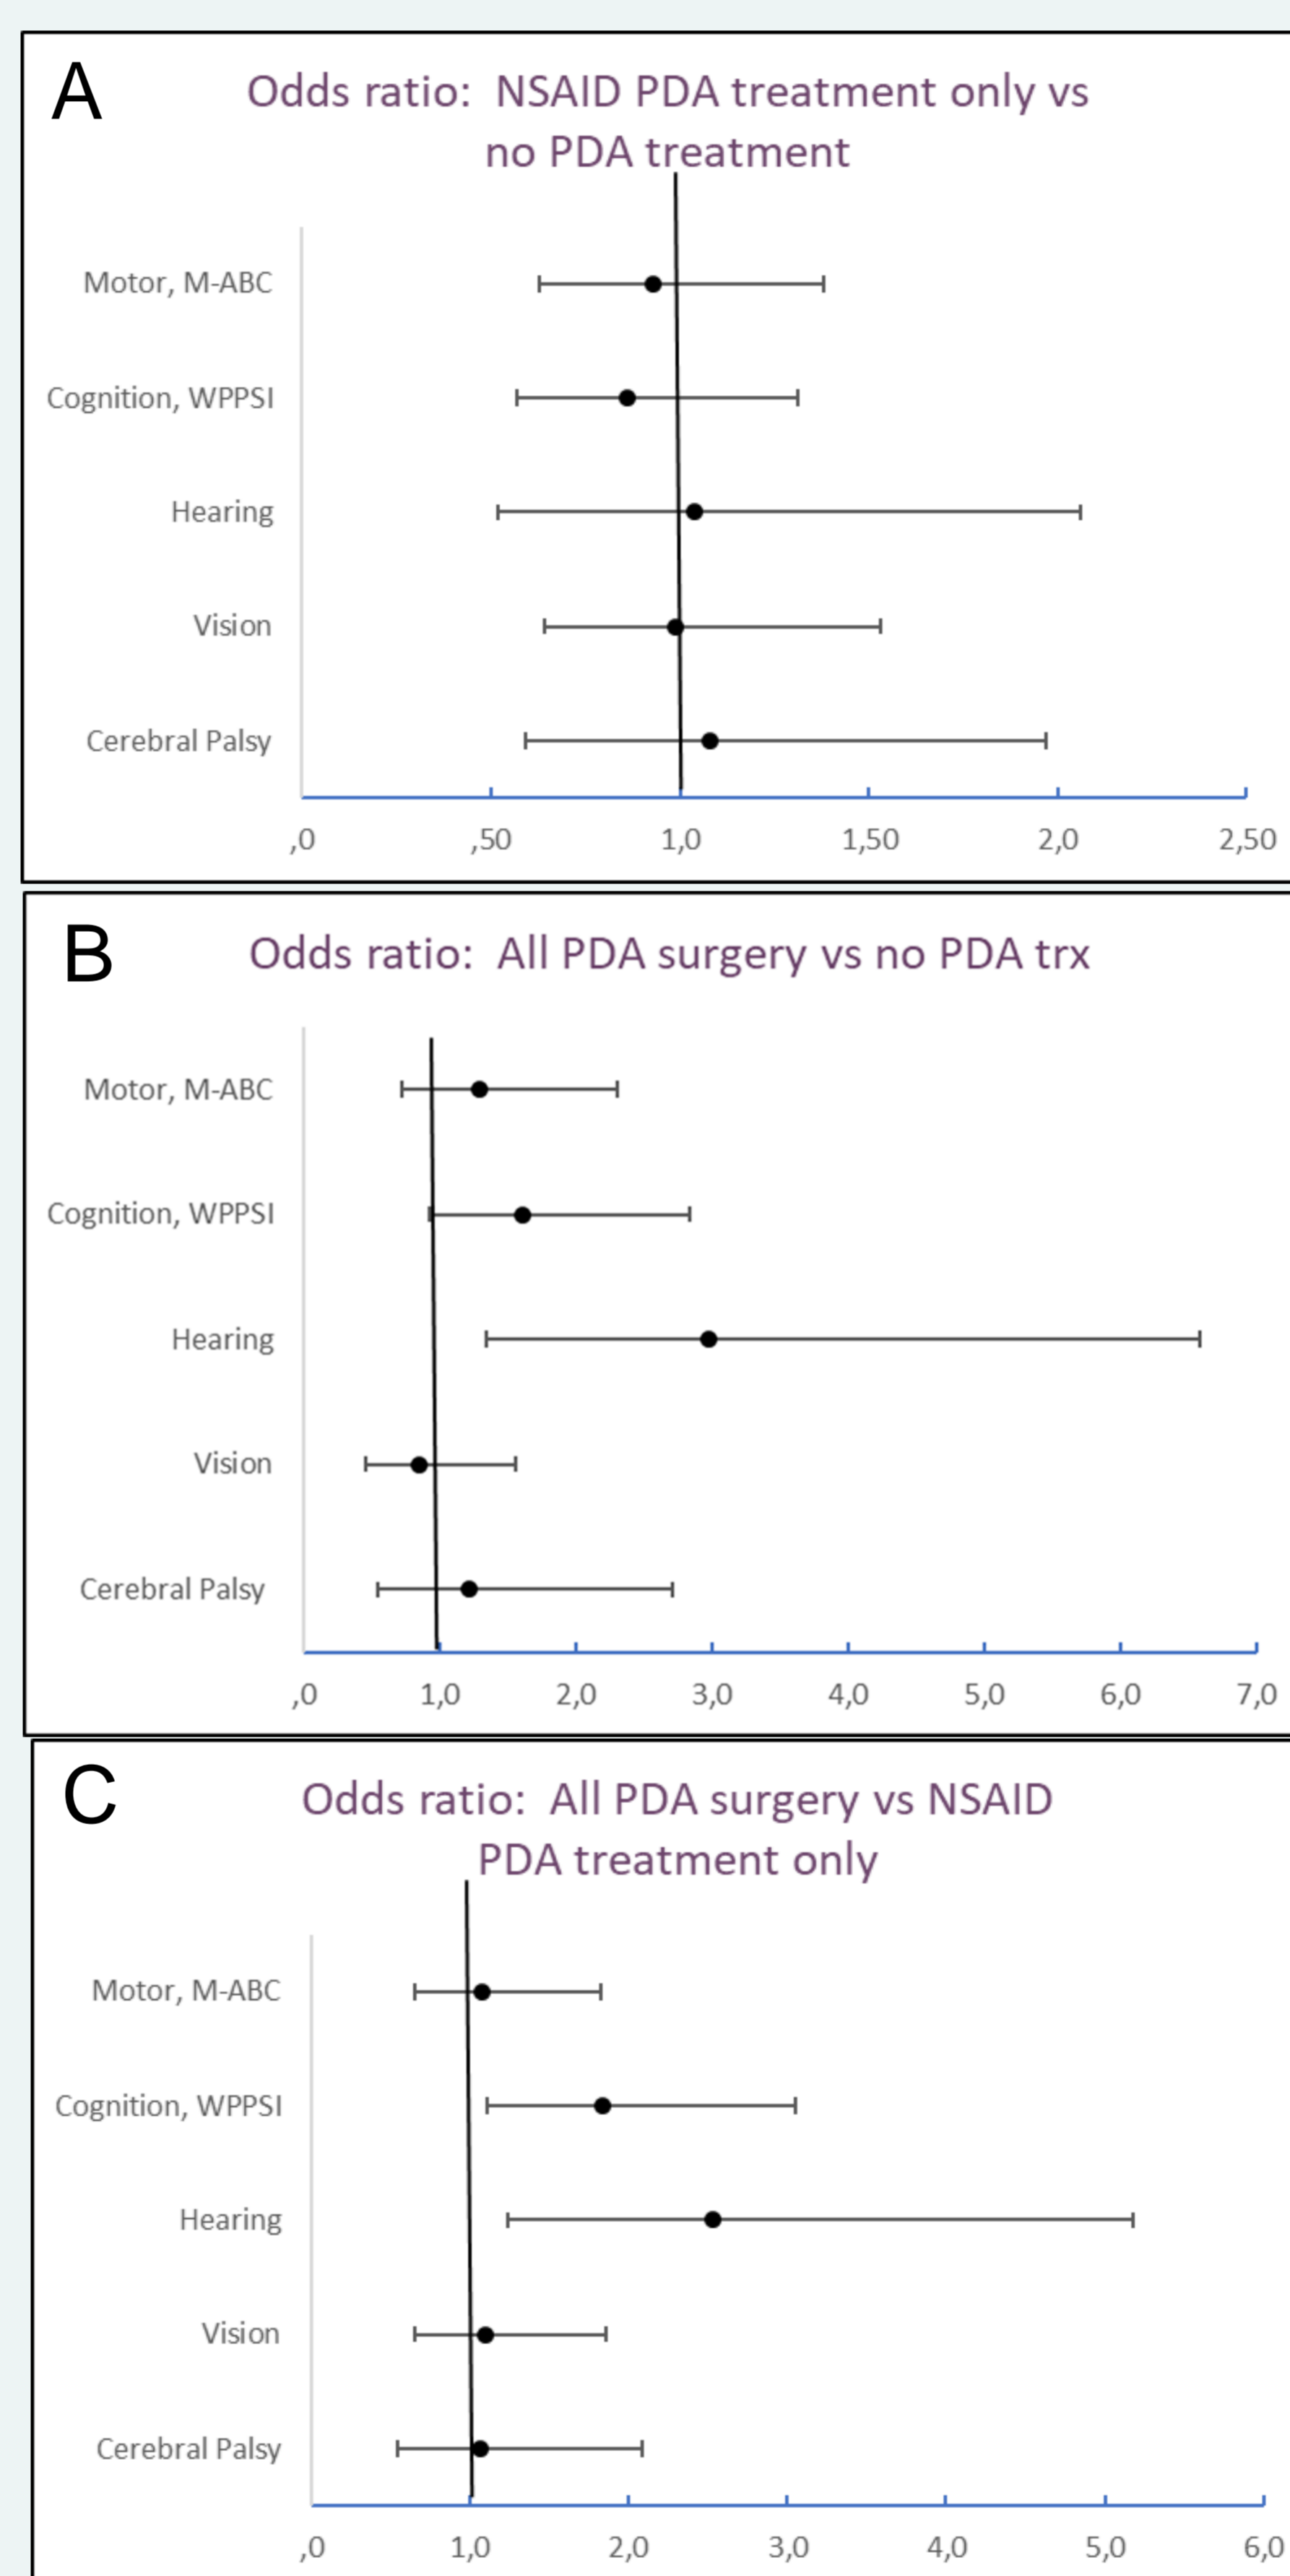 A
Odds ratio:  NSAID PDA treatment only vs
no PDA treatment
Motor, M-ABC
Cognition, WPPSI
Hearing
Vision
Cerebral Palsy
,0 ,50 1,0 1,50 2,0 2,50
B
Odds ratio:  All PDA surgery vs no PDA trx
Motor, M-ABC
Cognition, WPPSI
Hearing
Vision
Cerebral Palsy
,0 1,0 2,0 3,0 4,0 5,0 6,0 7,0
C
Odds ratio:  All PDA surgery vs NSAID
PDA treatment only
Motor, M-ABC
Cognition, WPPSI
Hearing
Vision
Cerebral Palsy
,0 1,0 2,0 3,0 4,0 5,0 6,0